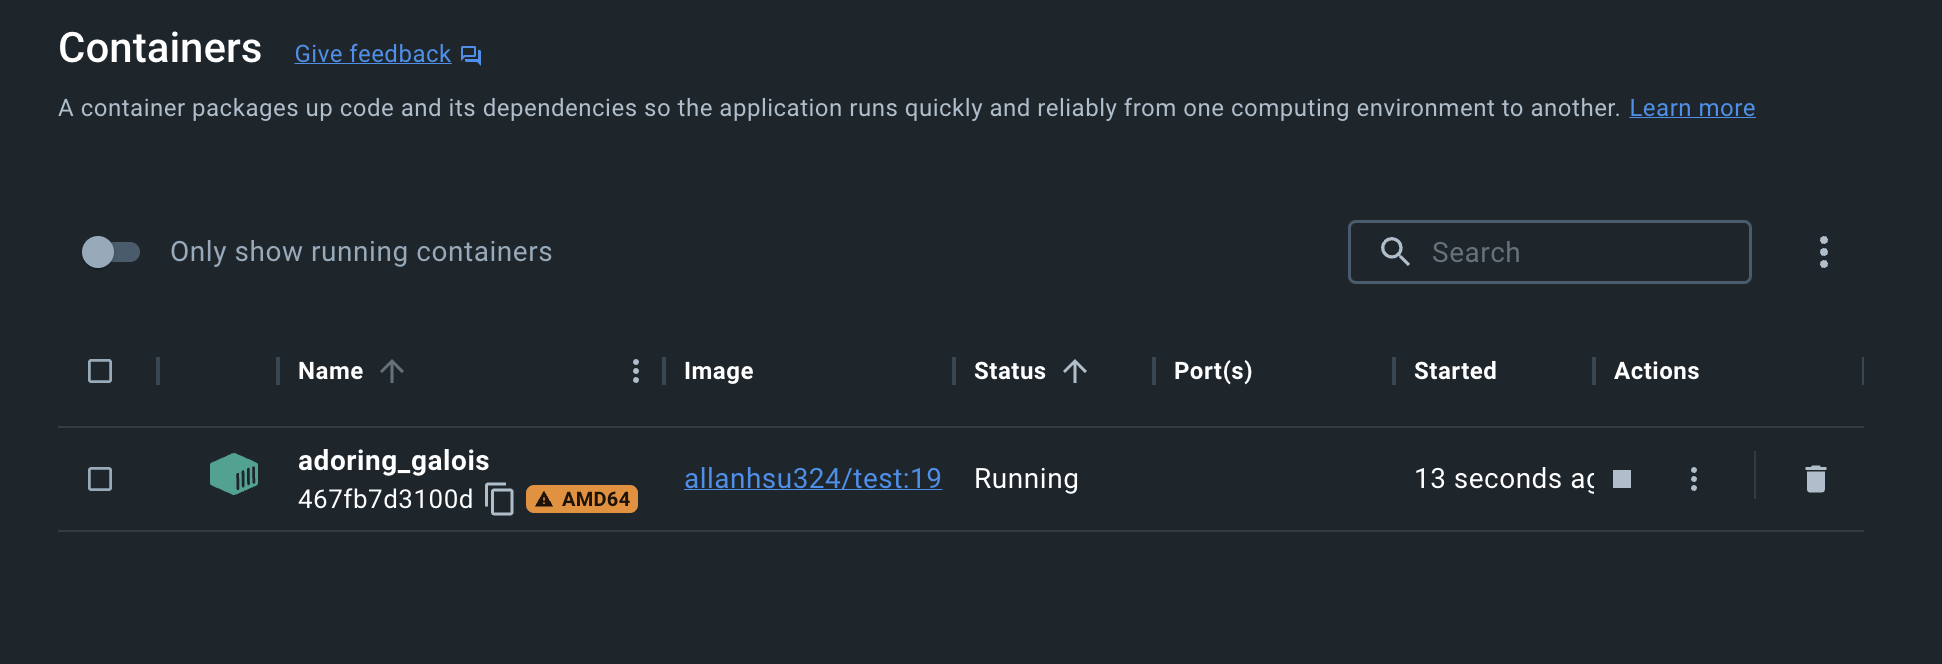 Containers Give feedback
A container packages up code and its dependencies so the application runs quickly and reliably from one computing environment to another. Learn more
Only show running containers Search
Name Image Status Port(s) Started Actions
adoring_galois
467fb7d3100d AMD64 allanhsu324/test:19 Running 13 seconds